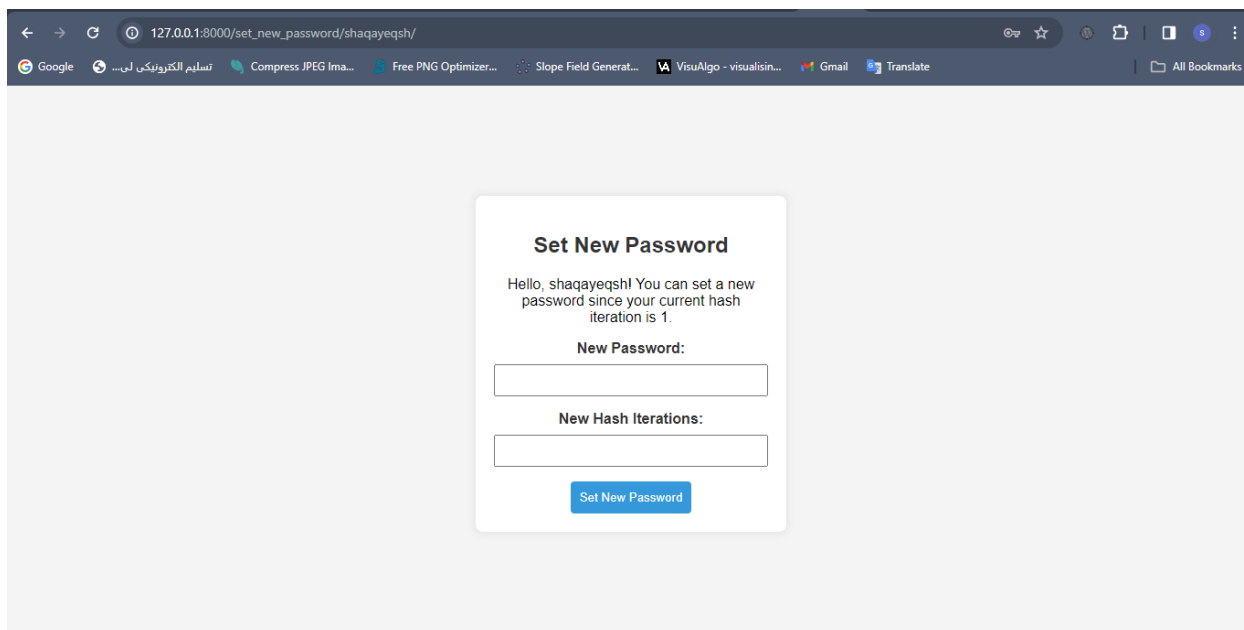 127.0.0.1:8000/set_new_password/shaqayeqsh/
s
Google
تسلیم الکترونیکی لی...
Compress JPEG Ima...
Free PNG Optimizer...
Slope Field Generat...
VisuAlgo - visualisin...
Gmail
Translate
All Bookmarks
Set New Password
Hello, shaqayeqsh! You can set a new
password since your current hash
iteration is 1.
New Password:
New Hash Iterations:
Set New Password